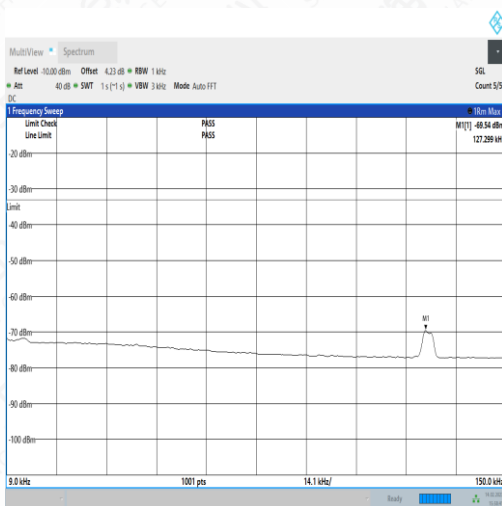 MultiView Spectrum
Ref Level -10.00 dBm Offset 4.23 dB RBW 1 kHz SGL
Att 40 dB SWT 1 s (~1 s) VBW 3 kHz Mode Auto FFT Count 5/5
DC
1 Frequency Sweep 1Rm Max
Limit Check PASS M1[1] -69.54 dBm
Line Limit PASS 127.299 kHz
-20 dBm
-30 dBm
Limit
-40 dBm
-50 dBm
-60 dBm
M1
-70 dBm
-80 dBm
-90 dBm
-100 dBm
9.0 kHz 1001 pts 14.1 kHz/ 150.0 kHz
Ready